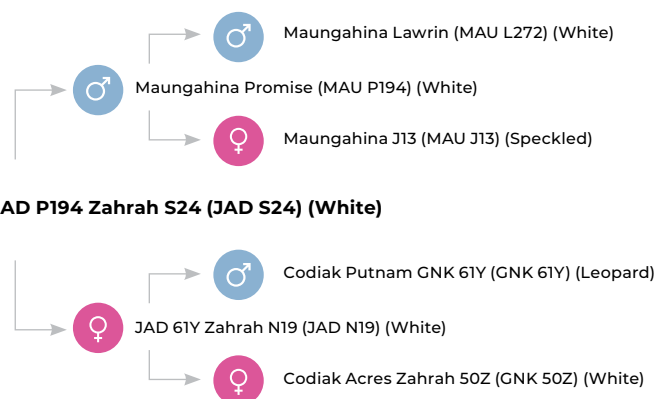 Maungahina Lawrin (MAU L272) (White)
Maungahina Promise (MAU P194) (White)
Maungahina J13 (MAU J13) (Speckled)
AD P194 Zahrah S24 (JAD S24) (White)
Codiak Putnam GNK 61Y (GNK 61Y) (Leopard)
JAD 61Y Zahrah N19 (JAD N19) (White)
Codiak Acres Zahrah 50Z (GNK 50Z) (White)